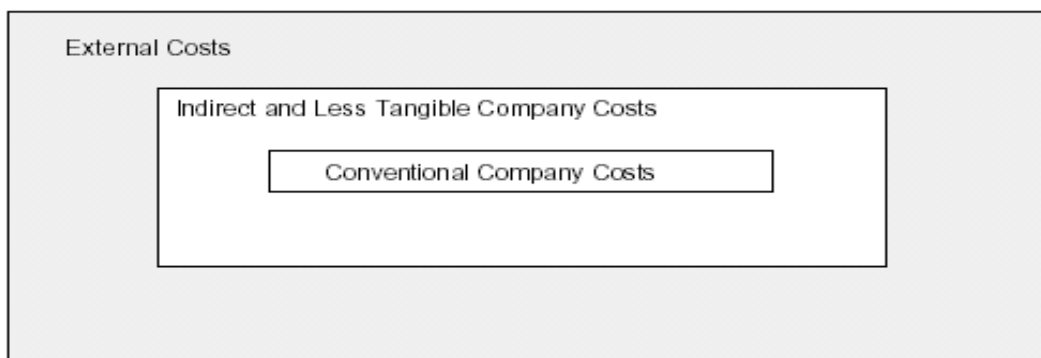 External Costs
Indirect and Less Tangible Company Costs
Conventional Company Costs